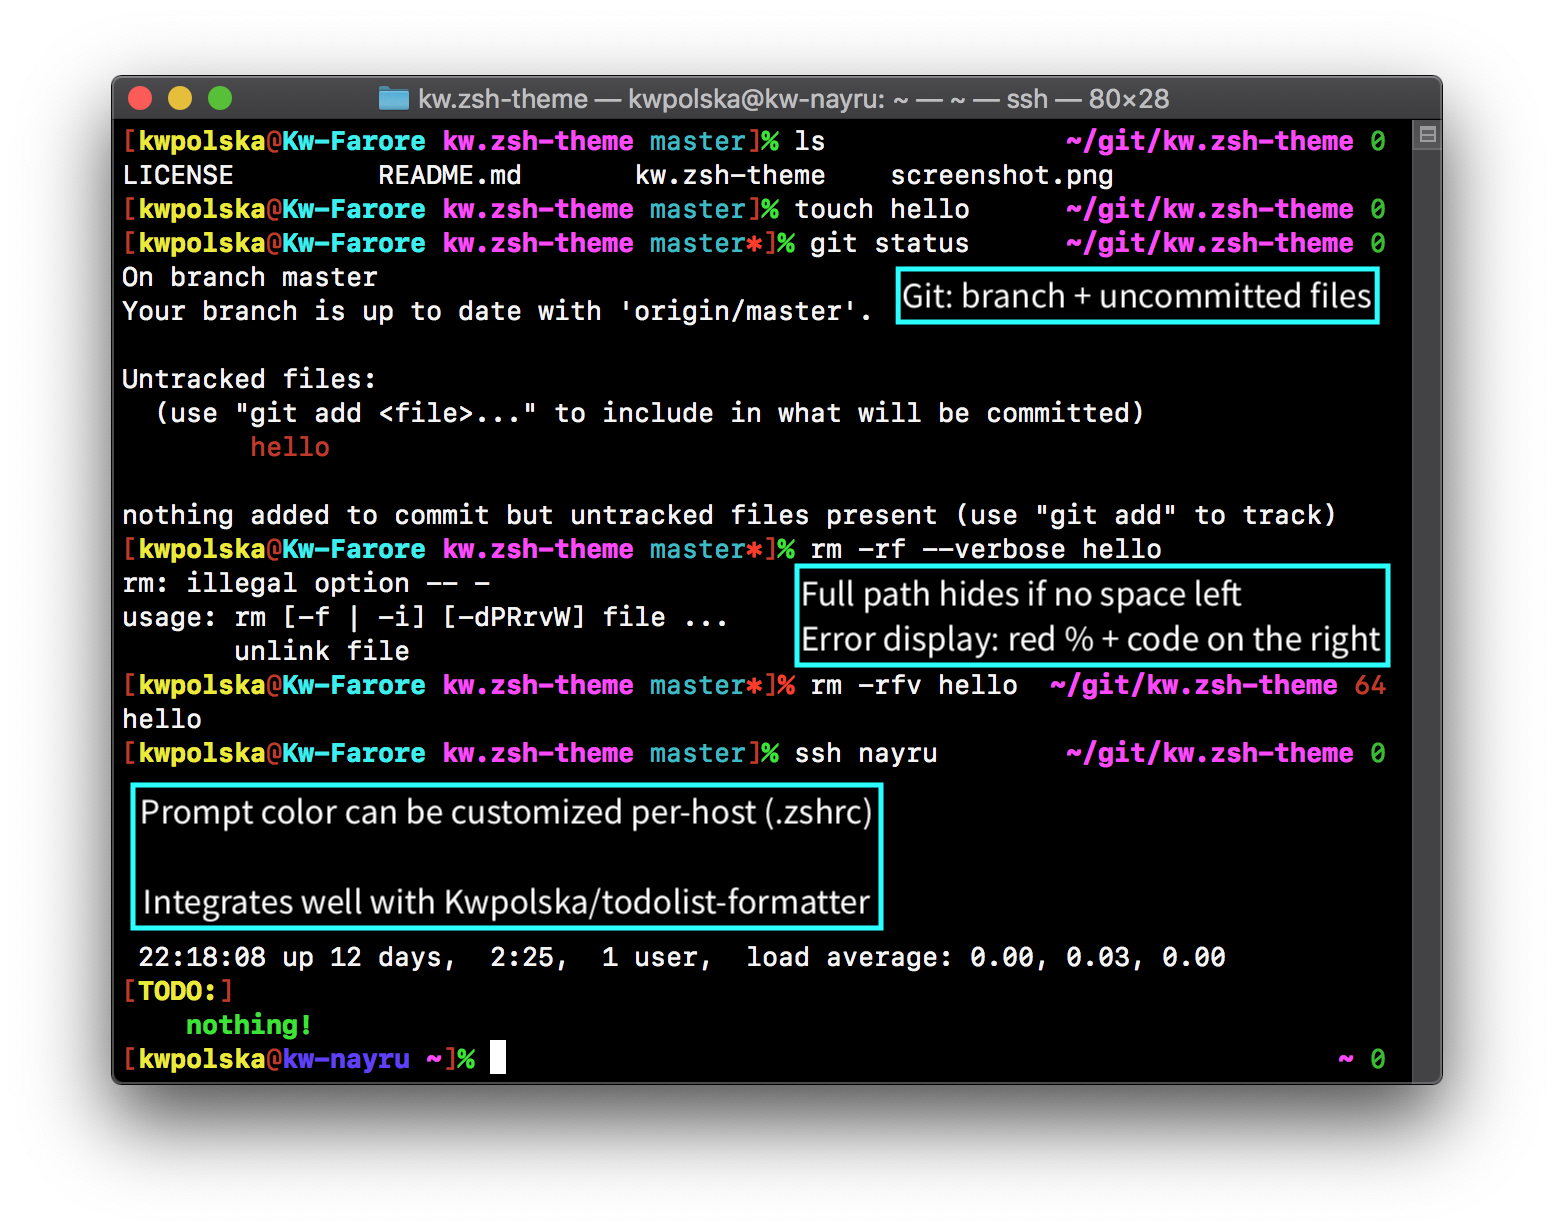 kw.zsh-theme — kwpolska@kw-nayru: ~ — ~ — ssh — 80×28
[kwpolska@Kw-Farore kw.zsh-theme master]% ls ~/git/kw.zsh-theme 0
LICENSE README.md kw.zsh-theme screenshot.png
[kwpolska@Kw-Farore kw.zsh-theme master]% touch hello ~/git/kw.zsh-theme 0
[kwpolska@Kw-Farore kw.zsh-theme master*]% git status ~/git/kw.zsh-theme 0
On branch master
Git: branch + uncommitted files
Your branch is up to date with 'origin/master'.
Untracked files:
(use "git add <file>..." to include in what will be committed)
hello
nothing added to commit but untracked files present (use "git add" to track)
[kwpolska@Kw-Farore kw.zsh-theme master*]% rm -rf --verbose hello
rm: illegal option -- -
Full path hides if no space left
usage: rm [-f | -i] [-dPRrvW] file ...
Error display: red % + code on the right
unlink file
[kwpolska@Kw-Farore kw.zsh-theme master*]% rm -rfv hello ~/git/kw.zsh-theme 64
hello
[kwpolska@Kw-Farore kw.zsh-theme master]% ssh nayru ~/git/kw.zsh-theme 0
Prompt color can be customized per-host (.zshrc)
Integrates well with Kwpolska/todolist-formatter
22:18:08 up 12 days, 2:25, 1 user, load average: 0.00, 0.03, 0.00
[TODO:]
nothing!
[kwpolska@kw-nayru ~]% ~ 0